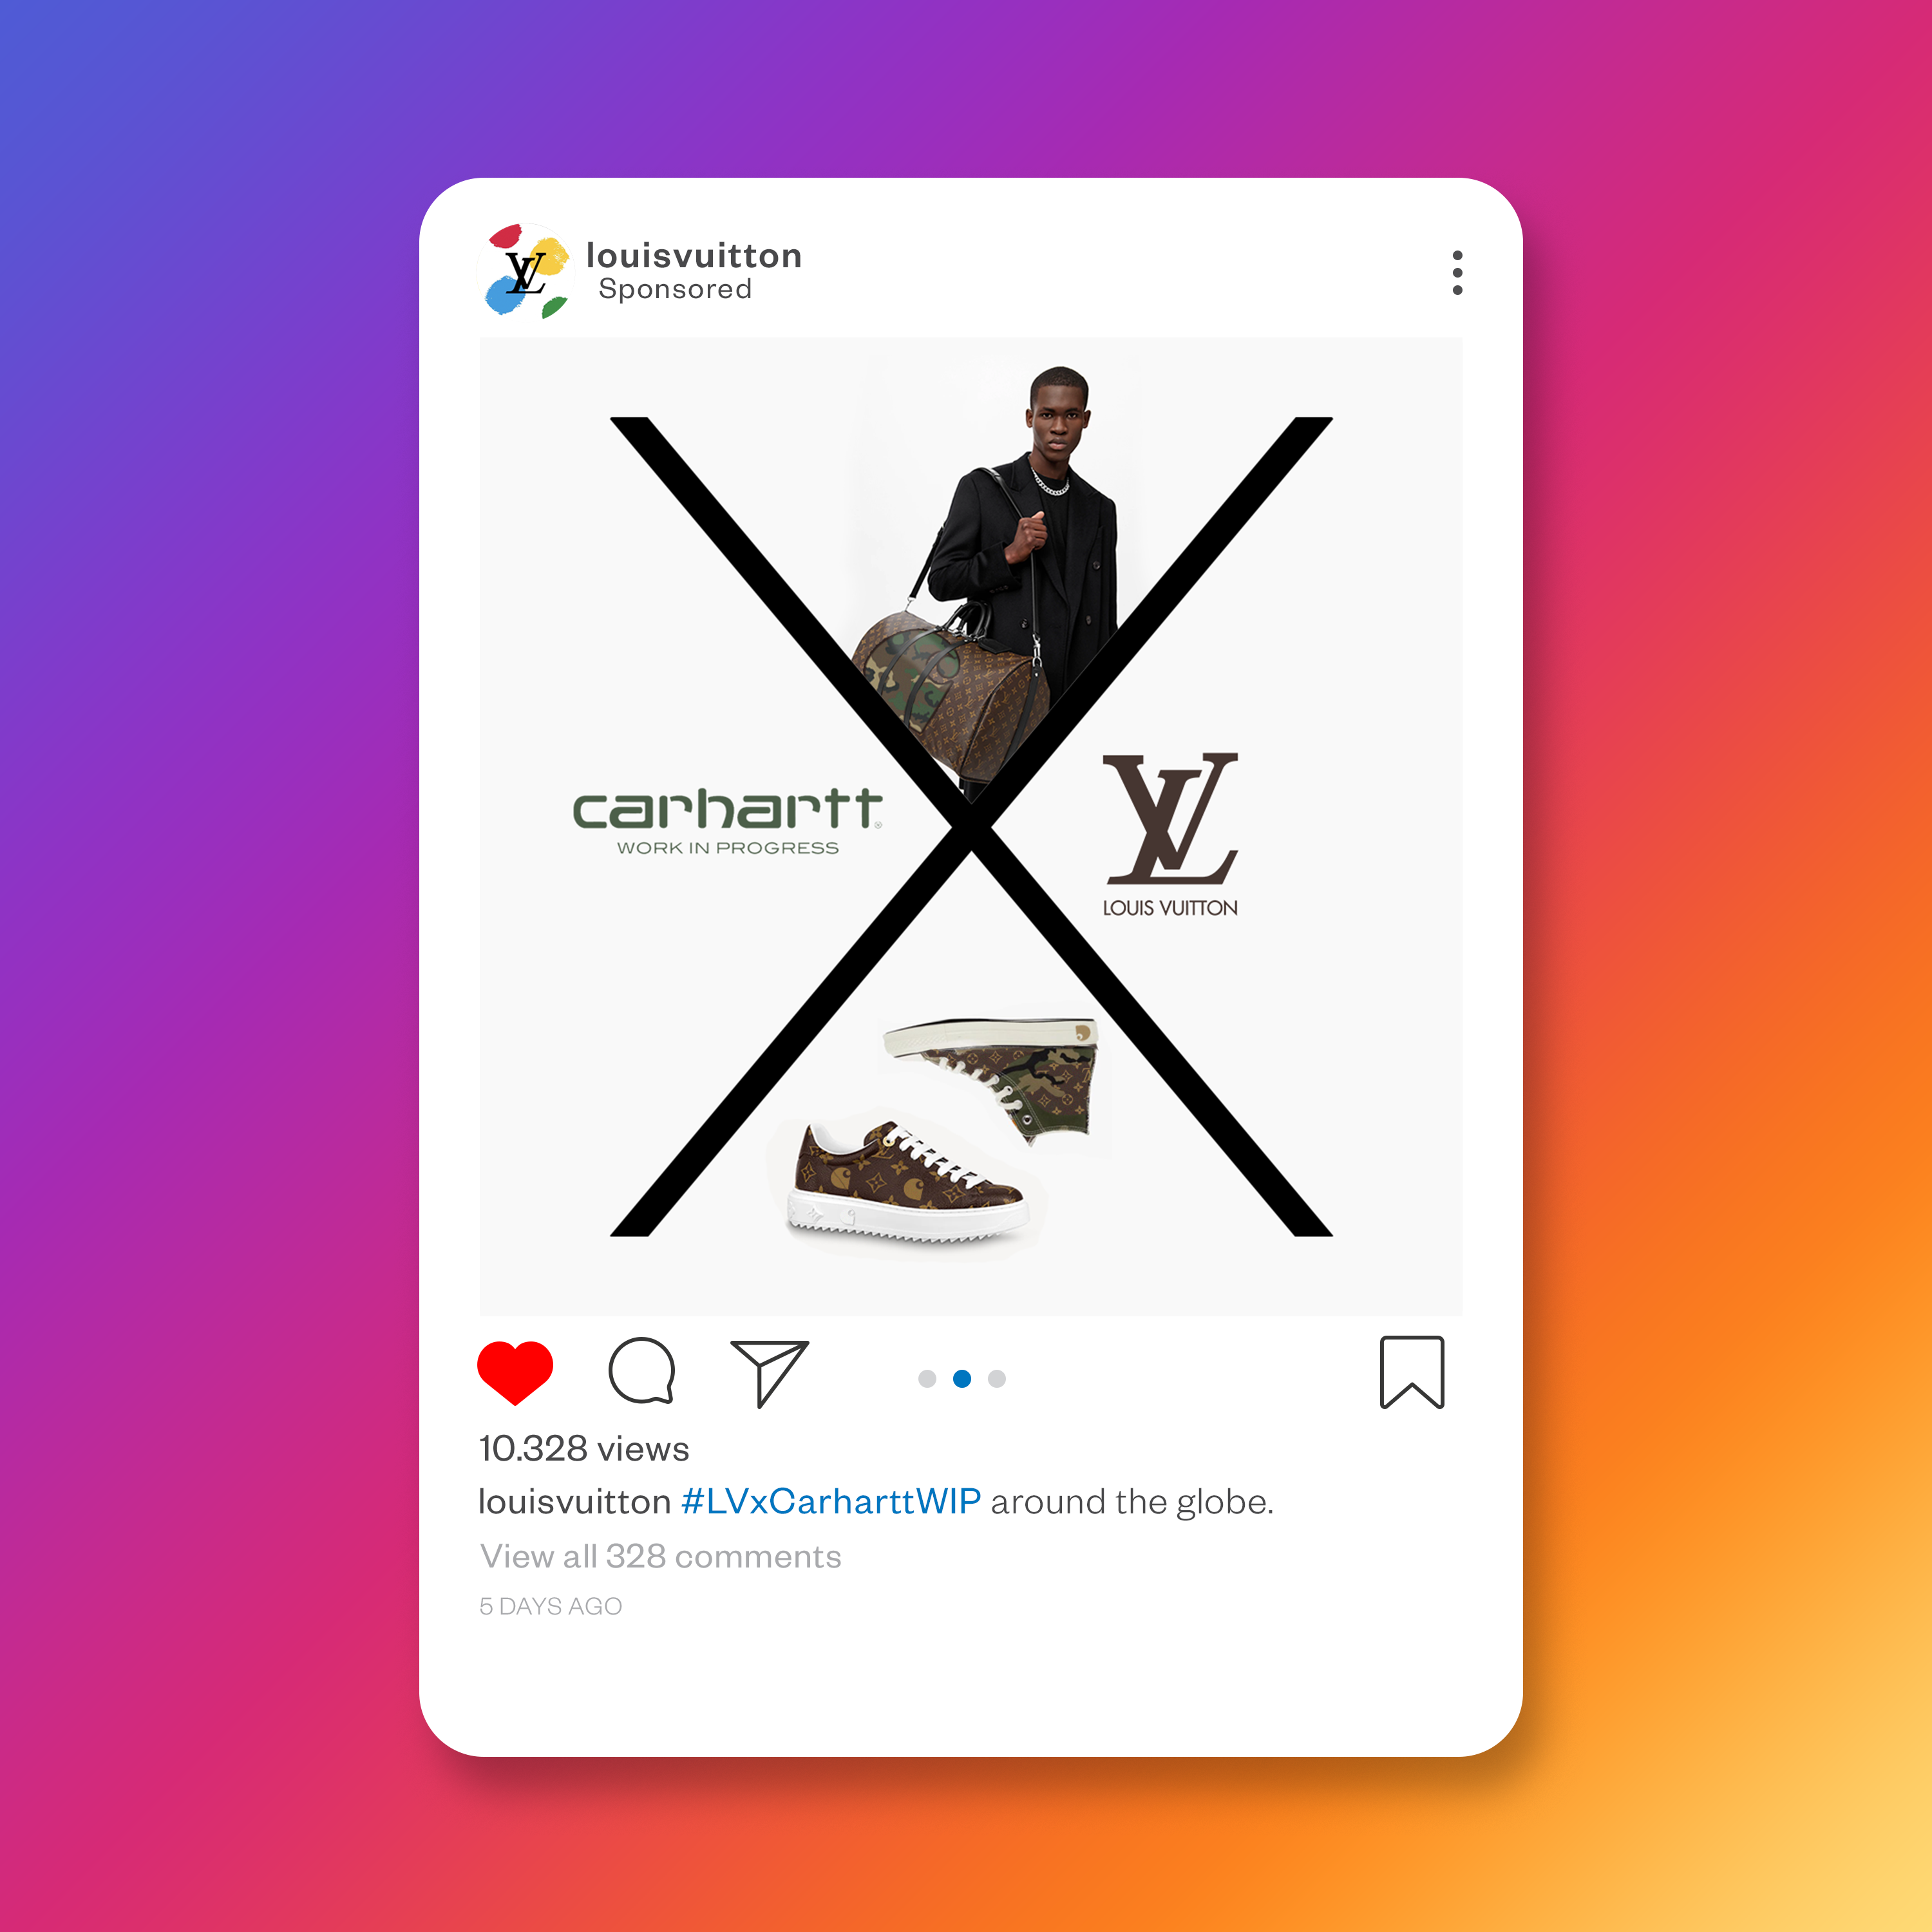 louisvuitton
Sponsored
carhartt®
WORK IN PROGRESS
LV
LOUIS VUITTON
10.328 views
louisvuitton #LVxCarharttWIP around the globe.
View all 328 comments
5 DAYS AGO